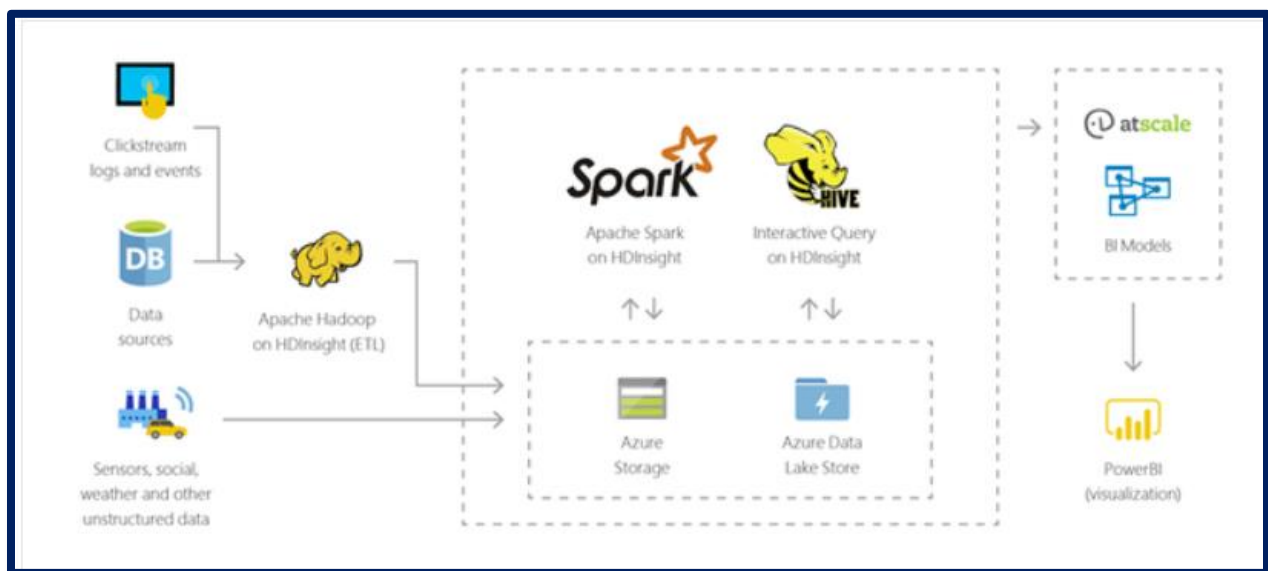 Clickstream
logs and events
DB
Data
sources
Sensors, social,
weather and other
unstructured data
Apache Hadoop
on HDInsight (ETL)
Spark
Apache Spark
on HDInsight
HIVE
Interactive Query
on HDInsight
Azure
Storage
Azure Data
Lake Store
atscale
BI Models
PowerBI
(visualization)